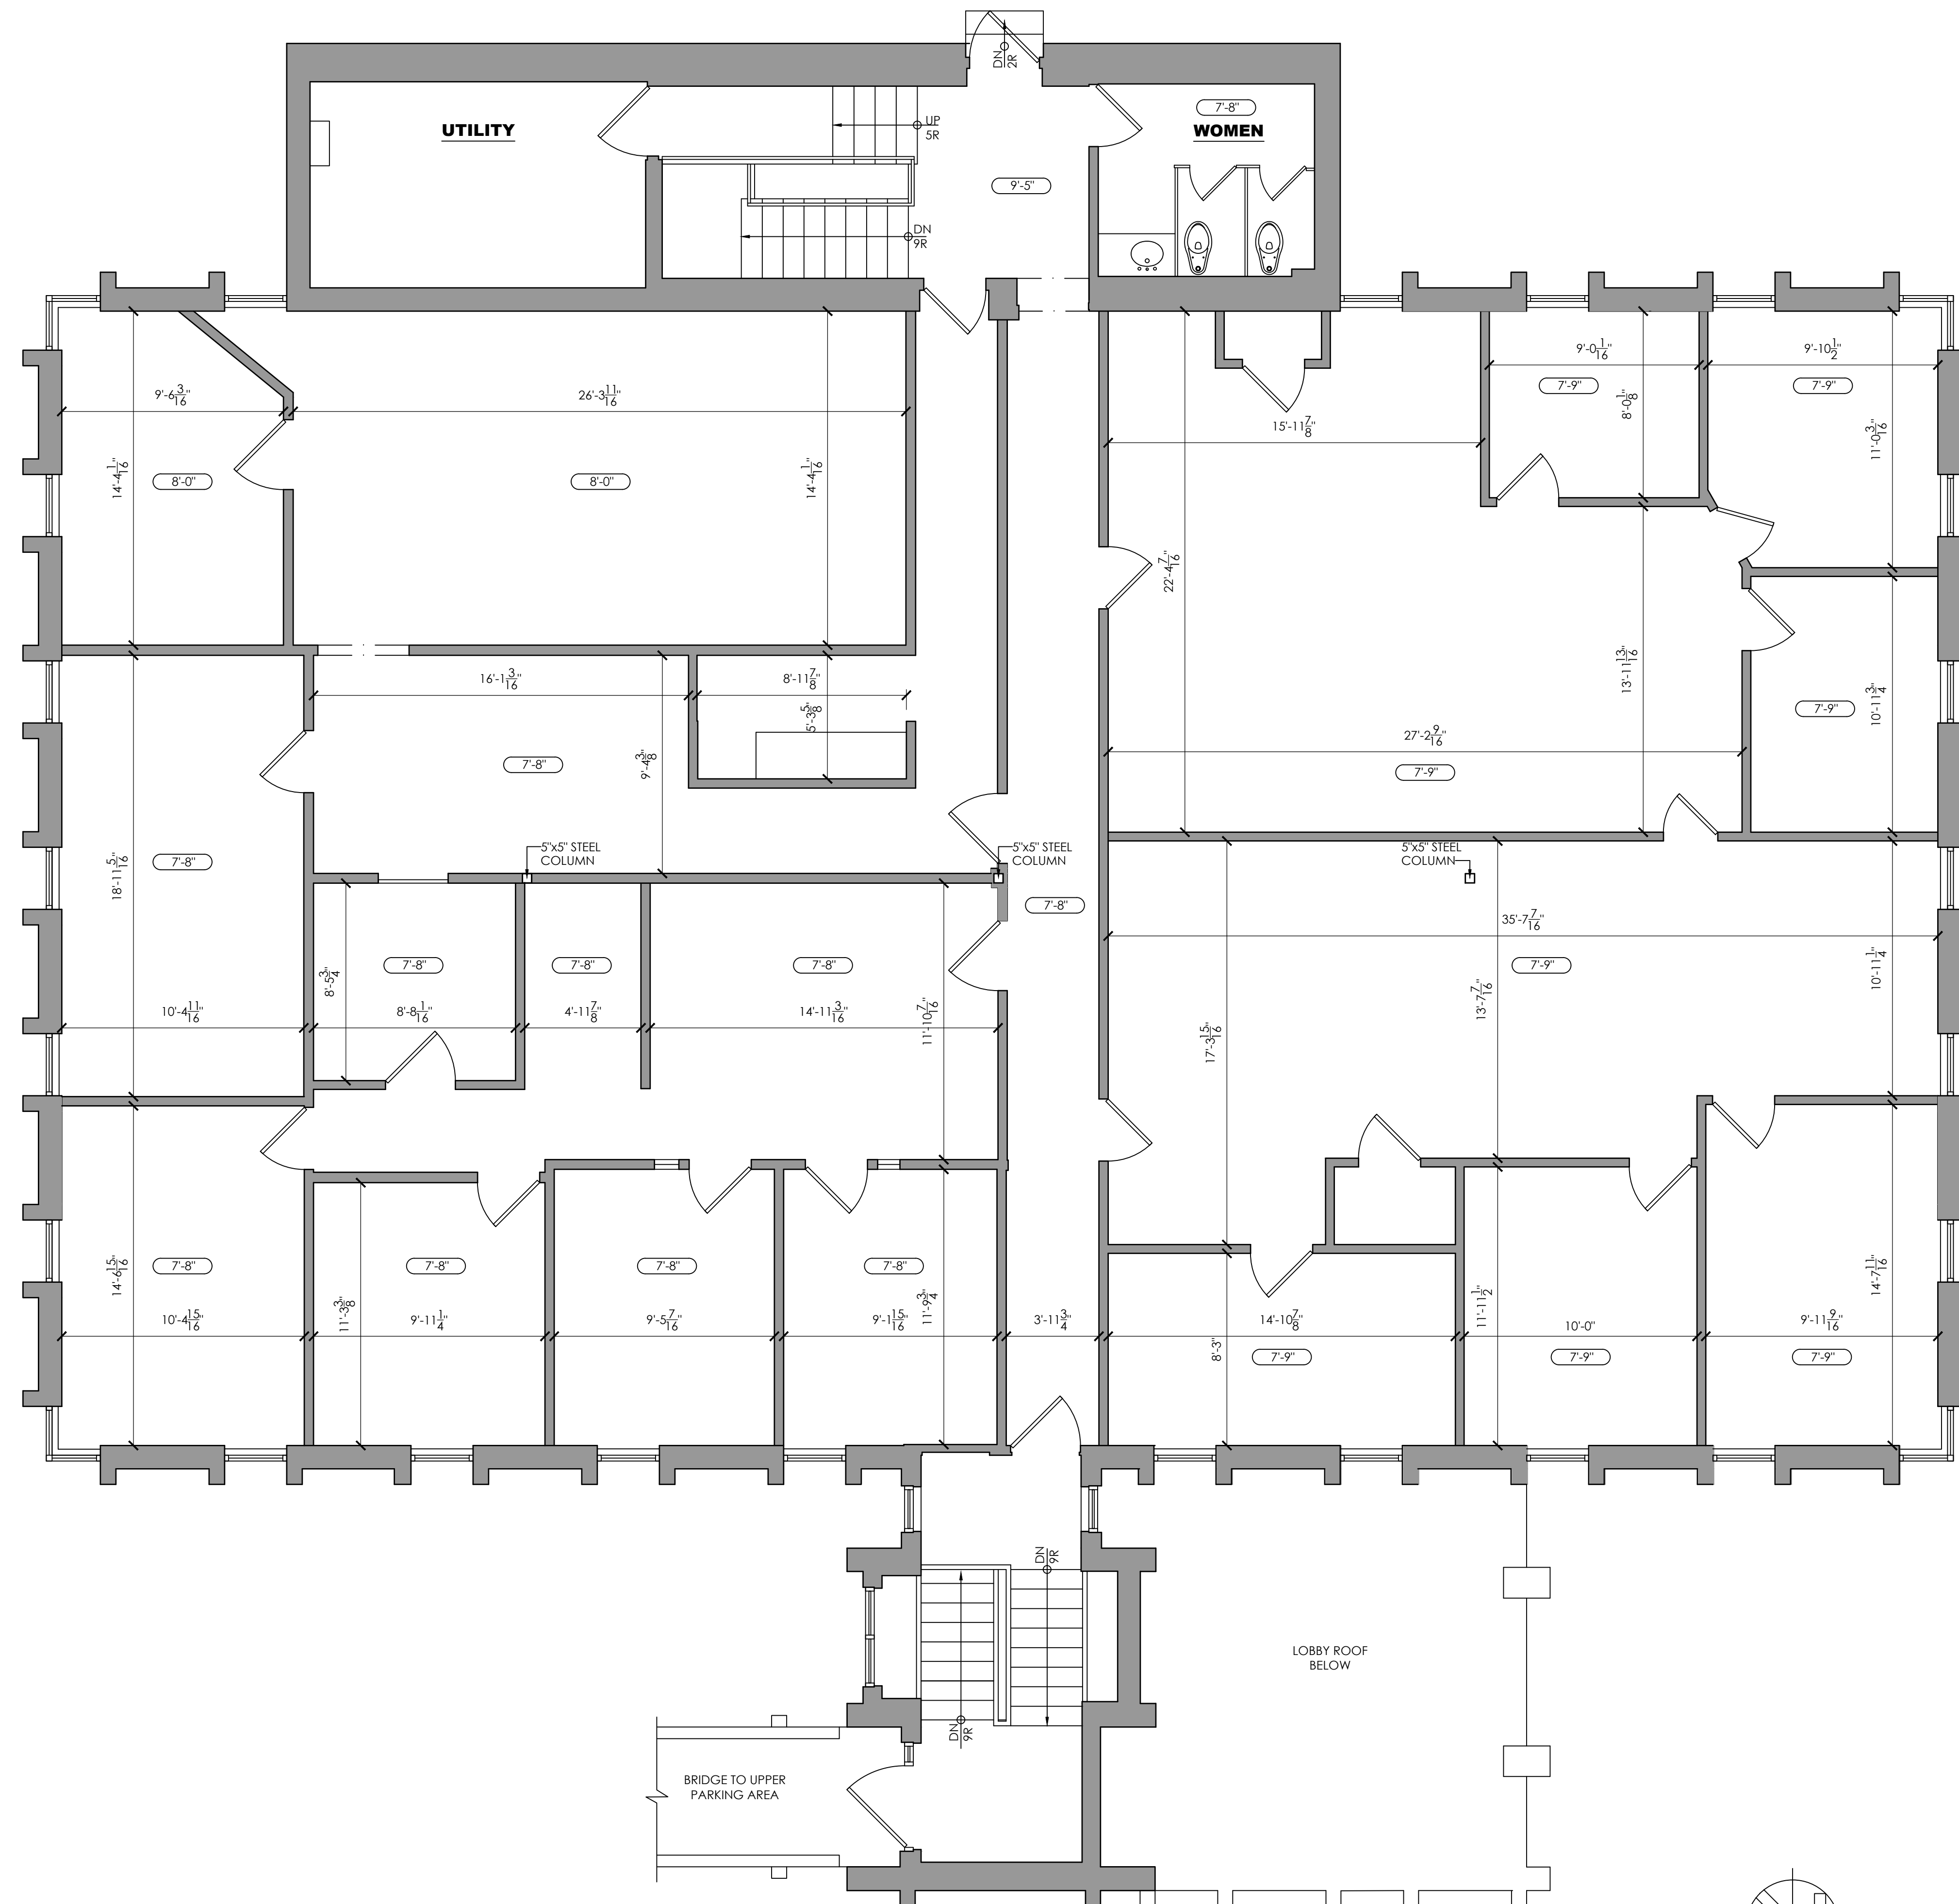 DN
2R
7'-8"
UTILITY
WOMEN
UP
5R
9'-5"
DN
9R
9'-0 1/16"
9'-10 1/2"
7'-9"
7'-9"
9'-6 3/16"
26'-3 11/16"
8'-0 1/8"
15'-11 7/8"
11'-0 3/16"
14'-4 1/16"
8'-0"
8'-0"
14'-4 1/16"
22'-4 7/16"
16'-1 3/16"
8'-11 7/8"
13'-11 13/16"
10'-11 3/4"
7'-9"
5'-3 5/8"
27'-2 9/16"
7'-8"
9'-4 3/8"
7'-9"
5"x5" STEEL
COLUMN
5"x5" STEEL
COLUMN
5"x5" STEEL
COLUMN
18'-11 5/16"
7'-8"
7'-8"
35'-7 7/16"
7'-8"
7'-8"
7'-8"
7'-9"
10'-11 1/4"
8'-5 3/4"
13'-7 7/16"
10'-4 11/16"
8'-8 1/16"
4'-11 7/8"
14'-11 3/16"
11'-10 7/16"
17'-3 15/16"
14'-6 15/16"
7'-8"
7'-8"
7'-8"
7'-8"
14'-7 11/16"
10'-4 15/16"
11'-3 3/8"
9'-11 1/4"
9'-5 7/16"
9'-1 15/16"
11'-9 3/4"
3'-11 3/4"
8'-3"
14'-10 7/8"
11'-11 1/2"
10'-0"
9'-11 9/16"
7'-9"
7'-9"
7'-9"
DN
9R
LOBBY ROOF
BELOW
DN
9R
BRIDGE TO UPPER
PARKING AREA